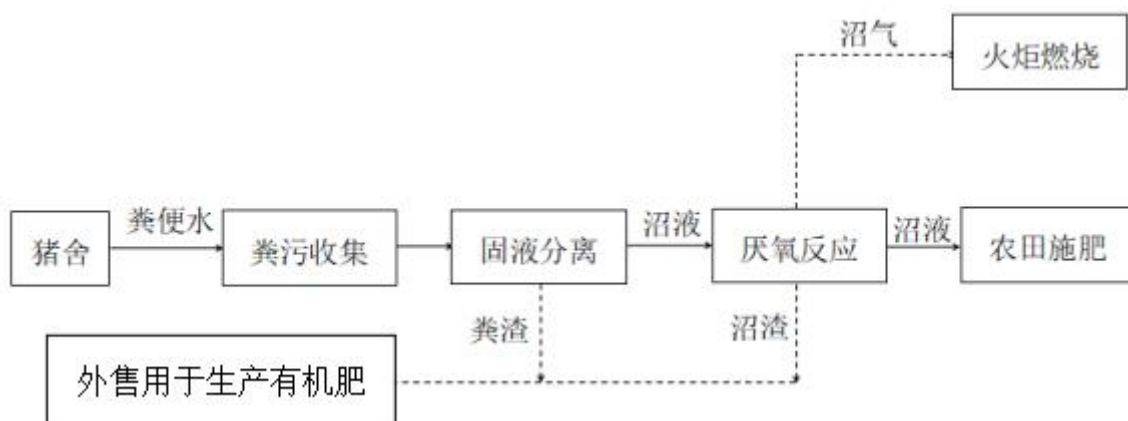 沼气
火炬燃烧
猪舍
粪便水
粪污收集
固液分离
沼液
厌氧反应
沼液
农田施肥
粪渣
沼渣
外售用于生产有机肥